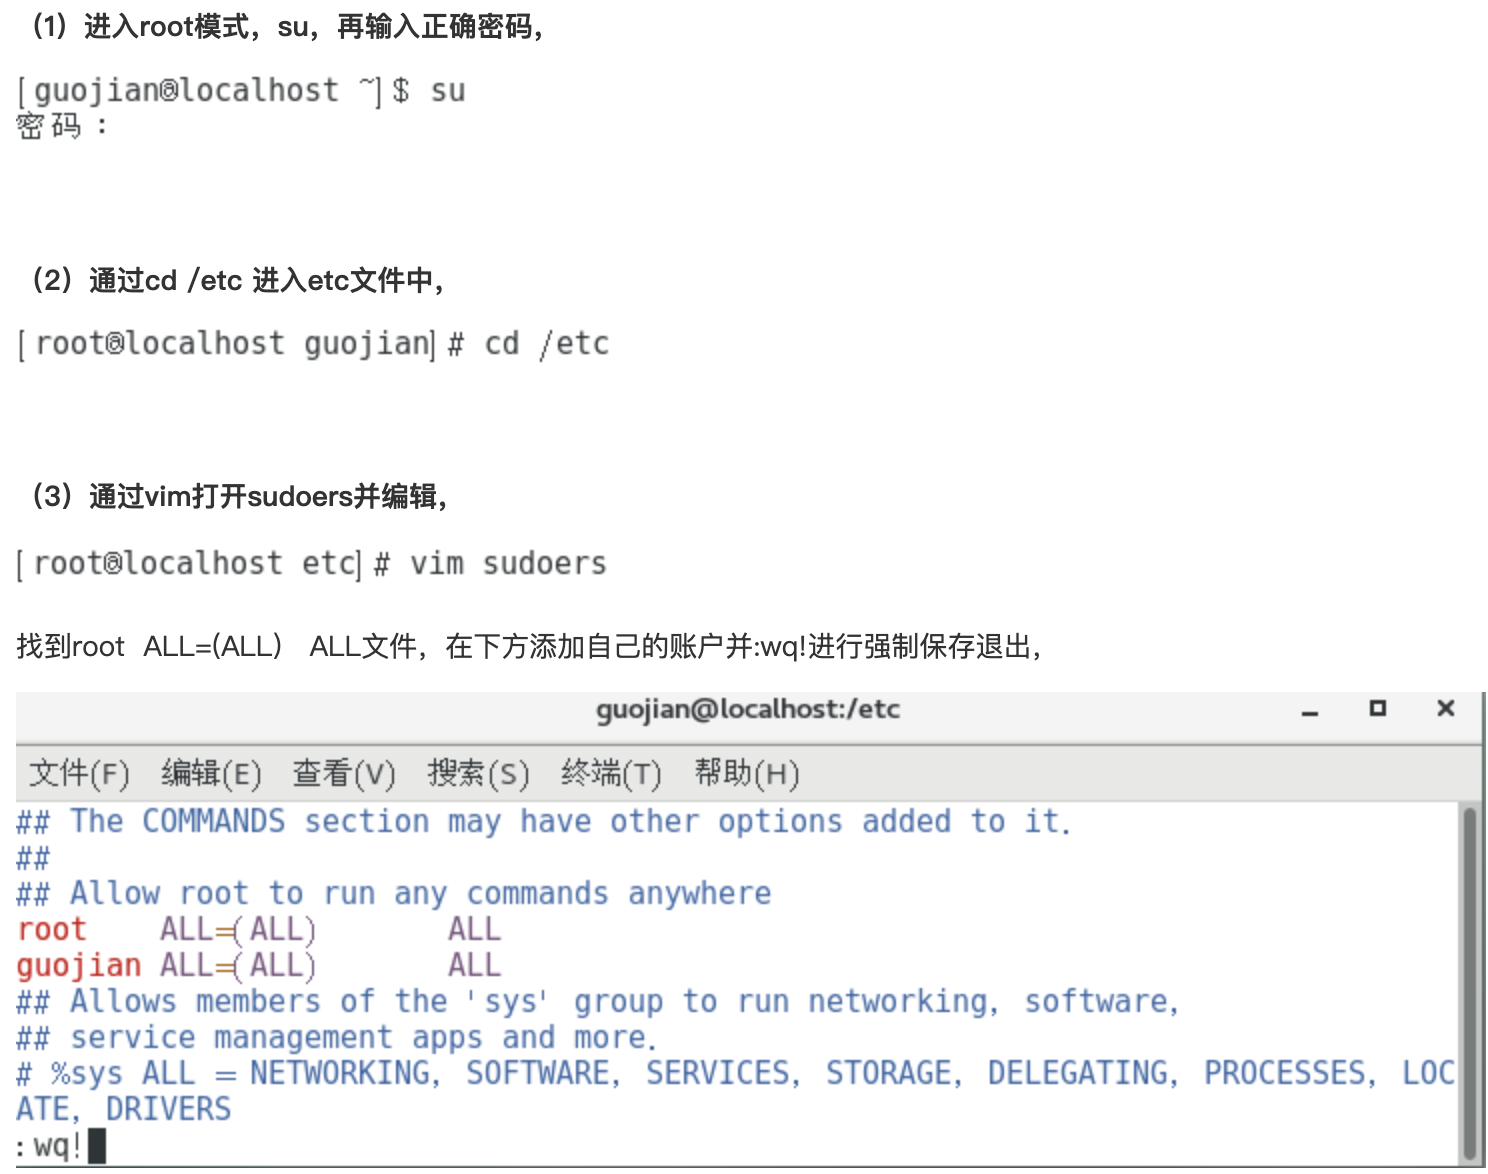 （1）进入root模式，su，再输入正确密码，
[guojian@localhost ~]$ su
密码：
（2）通过cd /etc 进入etc文件中，
[root@localhost guojian]# cd /etc
（3）通过vim打开sudoers并编辑，
[root@localhost etc]# vim sudoers
找到root  ALL=(ALL)   ALL文件，在下方添加自己的账户并:wq!进行强制保存退出，
guojian@localhost:/etc
文件(F)  编辑(E)  查看(V)  搜索(S)  终端(T)  帮助(H)
## The COMMANDS section may have other options added to it.
##
## Allow root to run any commands anywhere
root    ALL=(ALL)       ALL
guojian ALL=(ALL)       ALL
## Allows members of the 'sys' group to run networking, software,
## service management apps and more.
# %sys ALL = NETWORKING, SOFTWARE, SERVICES, STORAGE, DELEGATING, PROCESSES, LOC
ATE, DRIVERS
:wq!